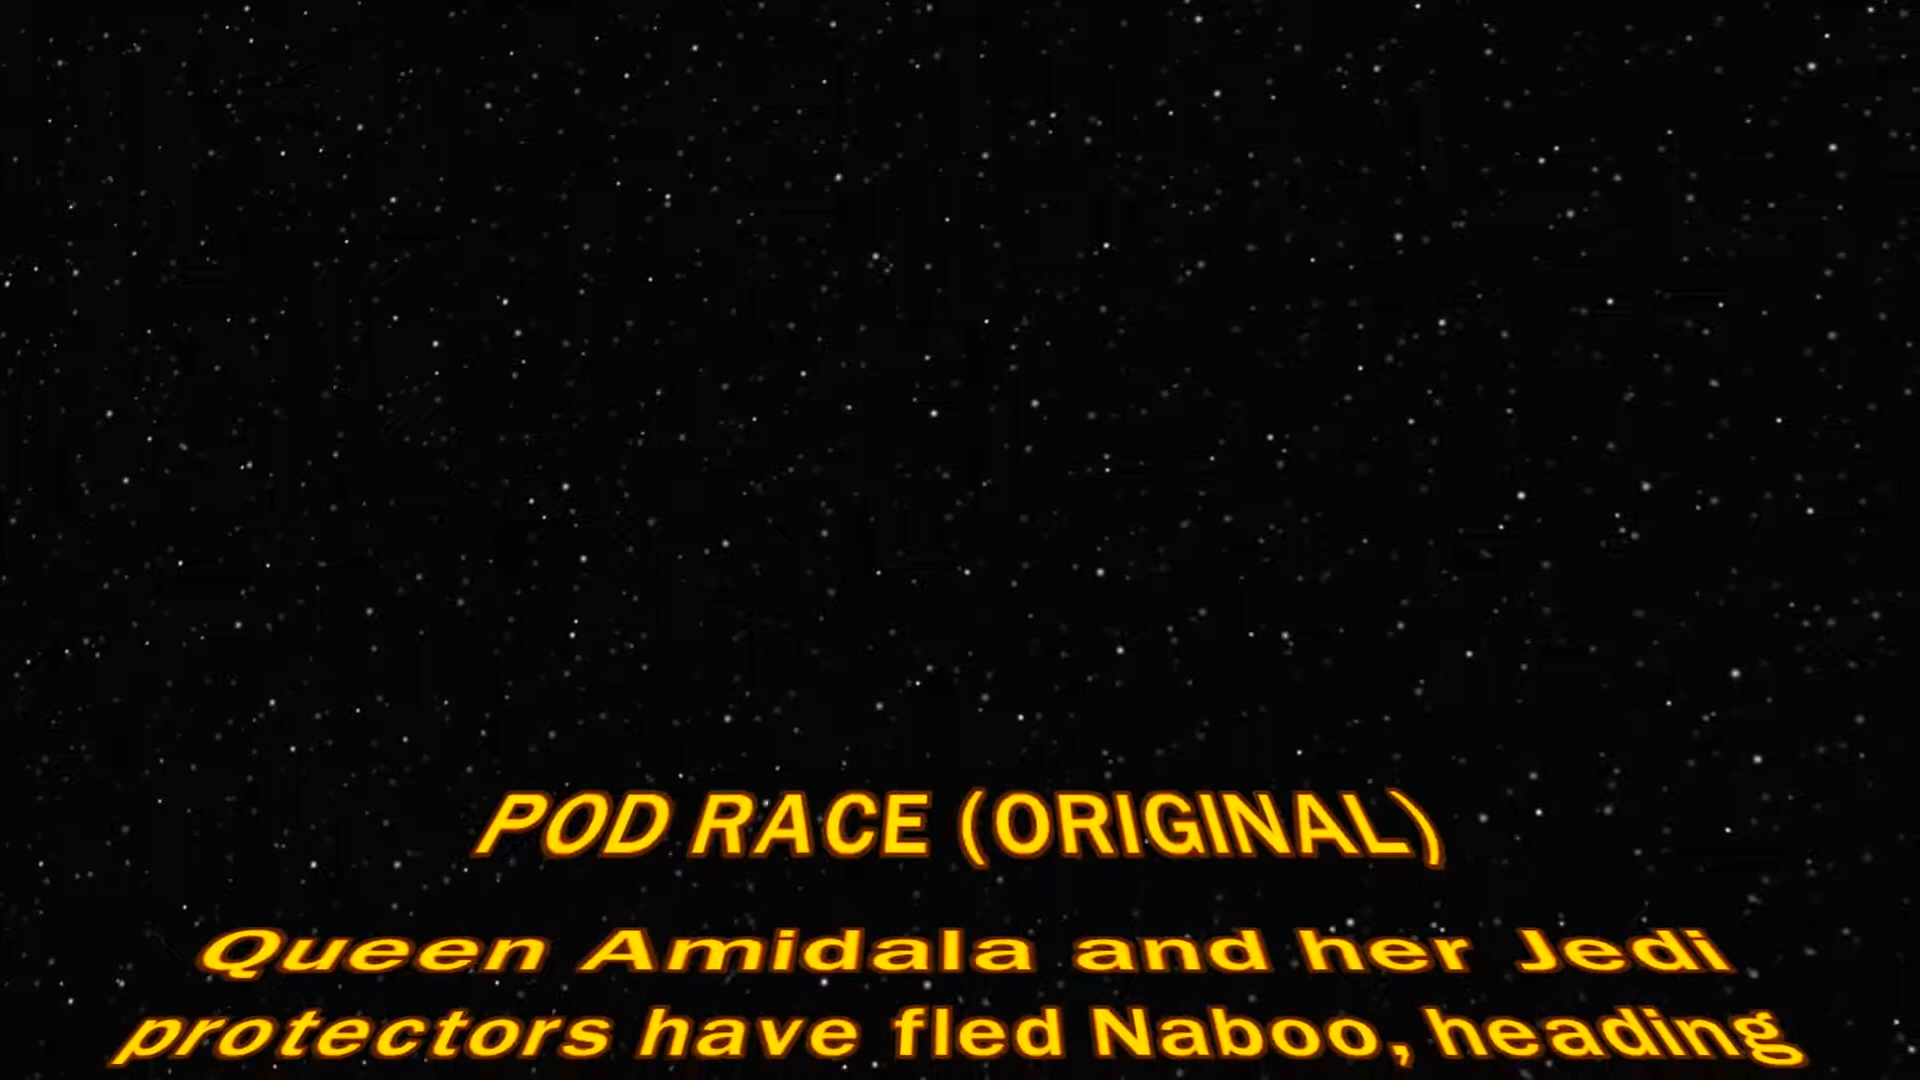 POD RACE (ORIGINAL)
Queen Amidala and her Jedi
protectors have fled Naboo, heading